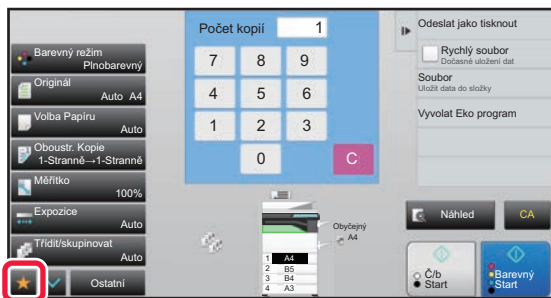 Počet kopií 1
Barevný režim
Plnobarevný
Originál
Auto A4
Volba Papíru
Auto
Oboustr. Kopie
1-Stranně→1-Stranně
Měřítko
100%
Expozice
Auto
Třídit/skupinovat
Auto
Ostatní
7 8 9
4 5 6
1 2 3
0 C
Obyčejný
A4
1 A4
2 B5
3 B4
4 A3
Odeslat jako tisknout
Rychlý soubor
Dočasné uložení dat
Soubor
Uložit data do složky
Vyvolat Eko program
Náhled CA
Č/b
Start
Barevný
Start